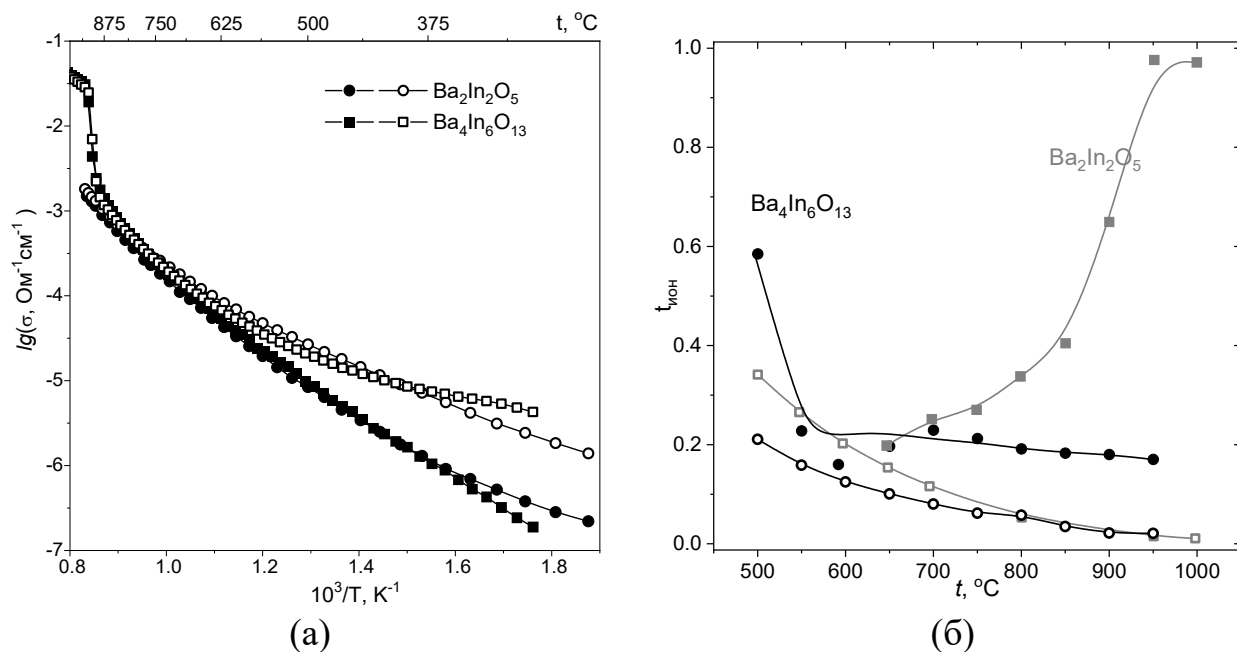 875 750 625 500 375 t, °C
-1
-2
-3
-4
-5
-6
-7
lg(σ, Ом⁻¹см⁻¹)
Ba₂In₂O₅
Ba₄In₆O₁₃
0.8 1.0 1.2 1.4 1.6 1.8
10³/T, K⁻¹
(а)
1.0
0.8
0.6
0.4
0.2
0.0
tион
Ba₂In₂O₅
Ba₄In₆O₁₃
500 600 700 800 900 1000
t, °C
(б)